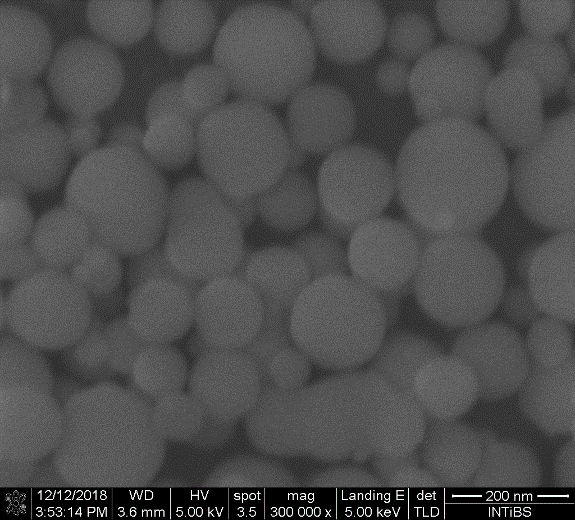 12/12/2018 WD HV spot mag Landing E det 200 nm
3:53:14 PM 3.6 mm 5.00 kV 3.5 300 000 x 5.00 keV TLD INTiBS